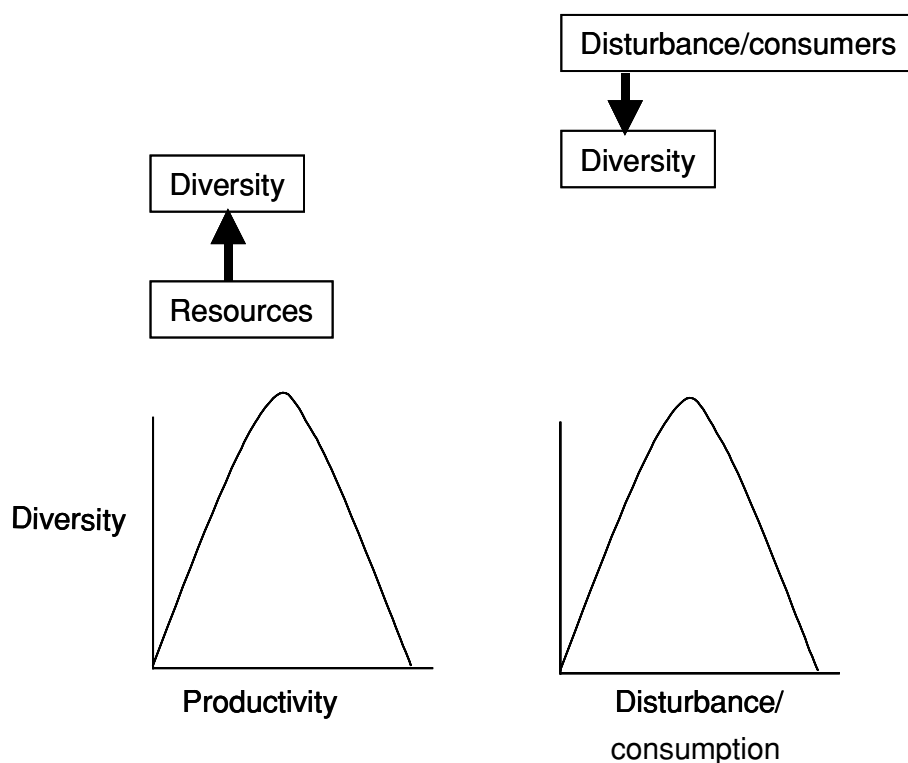 Disturbance/consumers
Diversity
Diversity
Resources
Diversity
Productivity
Disturbance/
consumption